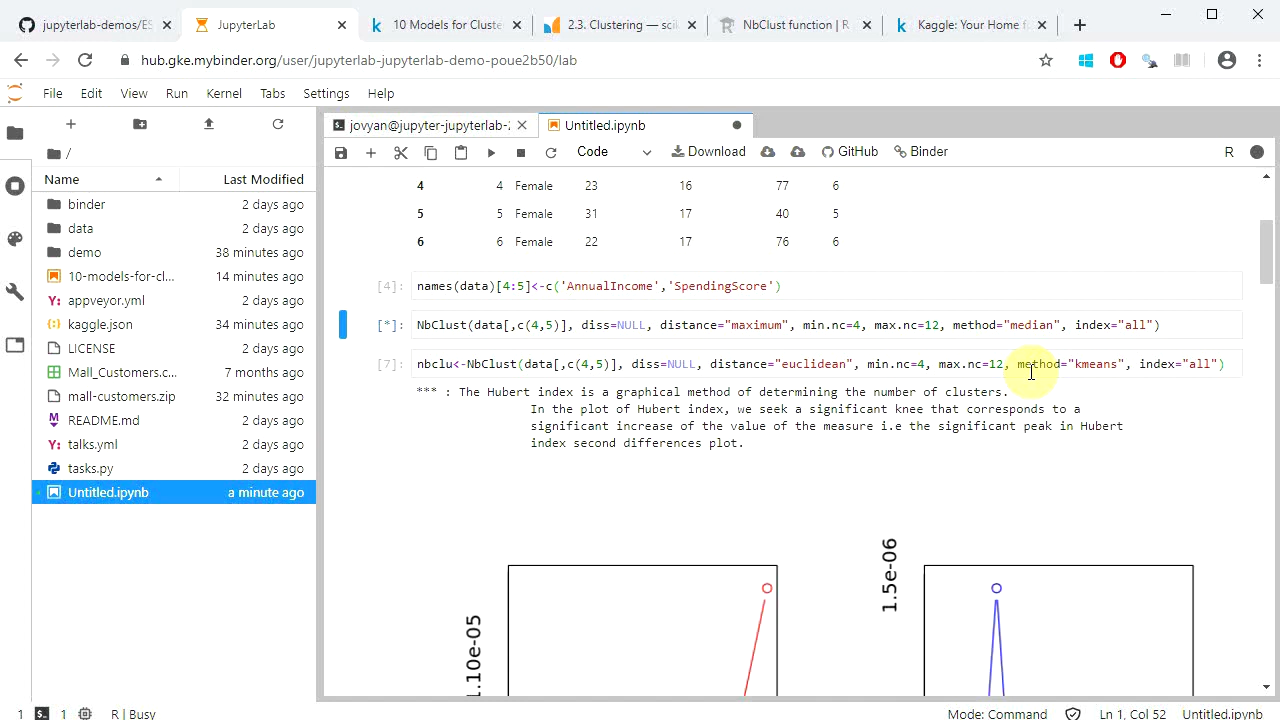 jupyterlab-demos/ES
JupyterLab
10 Models for Cluste
2.3. Clustering — scik
NbClust function | R
Kaggle: Your Home f
hub.gke.mybinder.org/user/jupyterlab-jupyterlab-demo-poue2b50/lab
File Edit View Run Kernel Tabs Settings Help
jovyan@jupyter-jupyterlab-2
Untitled.ipynb
Code
Download
GitHub
Binder
R
/
Name Last Modified
binder 2 days ago
data 2 days ago
demo 38 minutes ago
10-models-for-cl... 14 minutes ago
appveyor.yml 2 days ago
kaggle.json 34 minutes ago
LICENSE 2 days ago
Mall_Customers.c... 7 months ago
mall-customers.zip 32 minutes ago
README.md 2 days ago
talks.yml 2 days ago
tasks.py 2 days ago
Untitled.ipynb a minute ago
4 4 Female 23 16 77 6
5 5 Female 31 17 40 5
6 6 Female 22 17 76 6
[4]: names(data)[4:5]<-c('AnnualIncome','SpendingScore')
[*]: NbClust(data[,c(4,5)], diss=NULL, distance="maximum", min.nc=4, max.nc=12, method="median", index="all")
[7]: nbclu<-NbClust(data[,c(4,5)], diss=NULL, distance="euclidean", min.nc=4, max.nc=12, method="kmeans", index="all")
*** : The Hubert index is a graphical method of determining the number of clusters.
In the plot of Hubert index, we seek a significant knee that corresponds to a
significant increase of the value of the measure i.e the significant peak in Hubert
index second differences plot.
1.10e-05
1.5e-06
1 1 R | Busy
Mode: Command Ln 1, Col 52 Untitled.ipynb